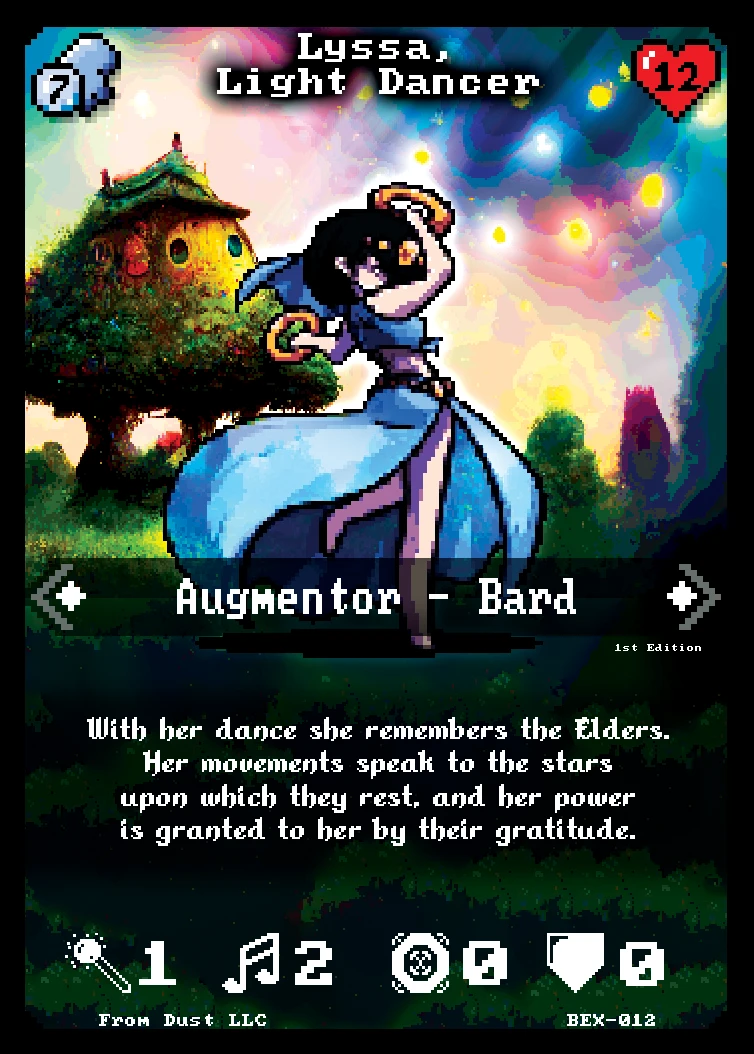 Lyssa,
Light Dancer
7
12
Augmentor - Bard
1st Edition
With her dance she remembers the Elders.
Her movements speak to the stars
upon which they rest, and her power
is granted to her by their gratitude.
1 2 0 0
From Dust LLC BEX-012